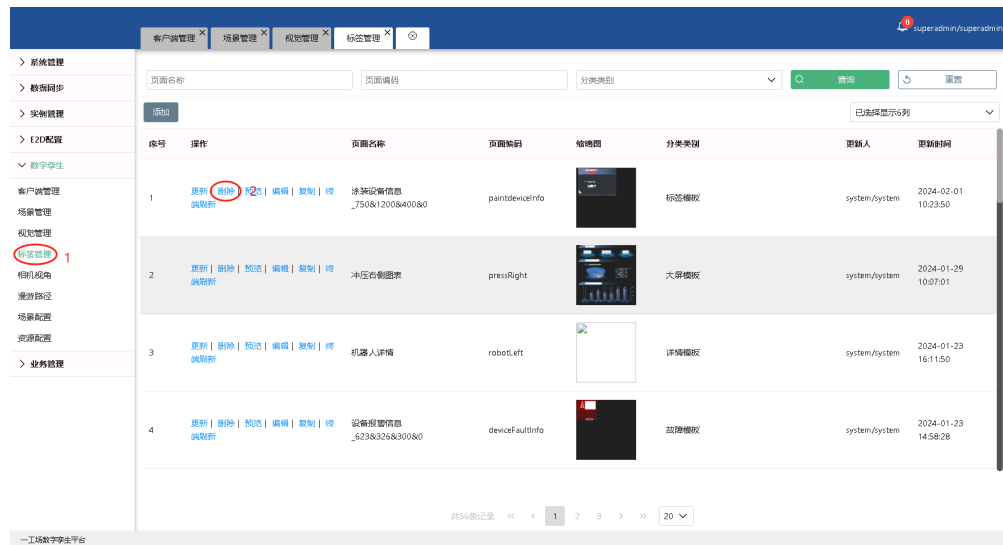 客户端管理 × 场景管理 × 视觉管理 × 标签管理 ×
0 superadmin/superadmin
系统管理
数据同步
实例管理
E2D配置
数字孪生
客户端管理
场景管理
视觉管理
标签管理 1
相机视角
漫游路径
场景配置
资源配置
业务管理
页面名称 页面编码 分类类别 查询 重置
添加 已选择显示6列
序号 操作 页面名称 页面编码 缩略图 分类类别 更新人 更新时间
1 更新 | 删除 | 预览 | 编辑 | 复制 | 终 涂装设备信息 paintdeviceInfo 标签模板 system/system 2024-02-01
端刷新 _750&1200&400&0 10:23:50
2
2 更新 | 删除 | 预览 | 编辑 | 复制 | 终 冲压右侧图表 pressRight 大屏模板 system/system 2024-01-29
端刷新 10:07:01
3 更新 | 删除 | 预览 | 编辑 | 复制 | 终 机器人详情 robotLeft 详情模板 system/system 2024-01-23
端刷新 16:11:50
4 更新 | 删除 | 预览 | 编辑 | 复制 | 终 设备报警信息 deviceFaultInfo 故障模板 system/system 2024-01-23
端刷新 _623&326&300&0 14:58:28
共56条记录 « < 1 2 3 > » 20
一工场数字孪生平台